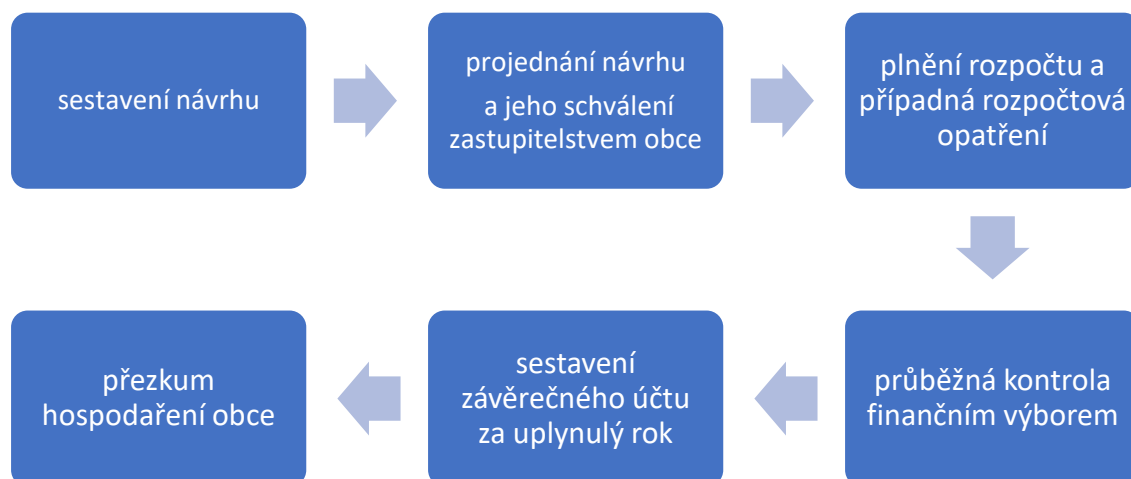 sestavení návrhu
projednání návrhu
a jeho schválení
zastupitelstvem obce
plnění rozpočtu a
případná rozpočtová
opatření
průběžná kontrola
finančním výborem
sestavení
závěrečného účtu
za uplynulý rok
přezkum
hospodaření obce